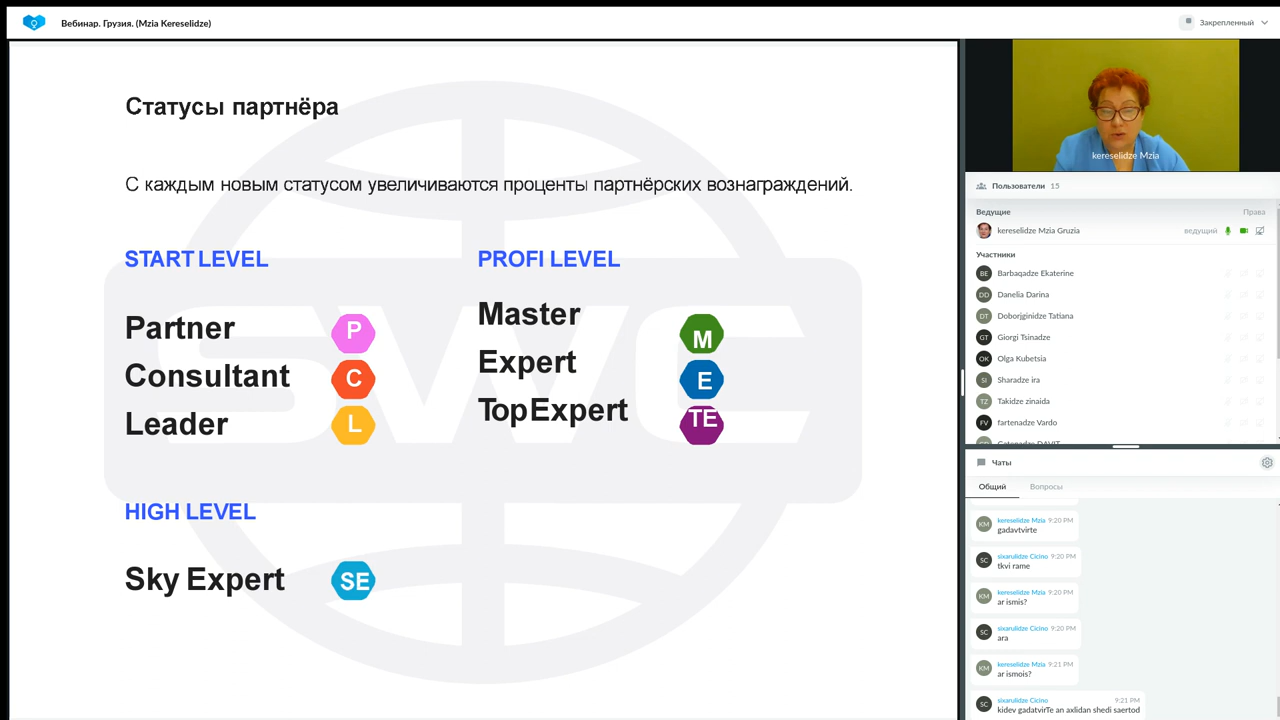 Вебинар. Грузия. (Mzia Kereselidze)
Закрепленный
Статусы партнёра
С каждым новым статусом увеличиваются проценты партнёрских вознаграждений.
START LEVEL
Partner P
Consultant C
Leader L
PROFI LEVEL
Master M
Expert E
TopExpert TE
HIGH LEVEL
Sky Expert SE
SWC
kereselidze Mzia
Пользователи 15
Ведущие Права
kereselidze Mzia Gruzia ведущий
Участники
BE Barbaqadze Ekaterine
DD Danelia Darina
DT Doborjginidze Tatiana
GT Giorgi Tsinadze
OK Olga Kubetsia
SI Sharadze ira
TZ Takidze zinaida
FV fartenadze Vardo
Чаты
Общий Вопросы
KM kereselidze Mzia 9:20 PM
gadavtvirte
SC sixarulidze Cicino 9:20 PM
tkvi rame
KM kereselidze Mzia 9:20 PM
ar ismis?
SC sixarulidze Cicino 9:20 PM
ara
KM kereselidze Mzia 9:21 PM
ar ismois?
SC sixarulidze Cicino 9:21 PM
kidev gadatvirTe an axlidan shedi saertod